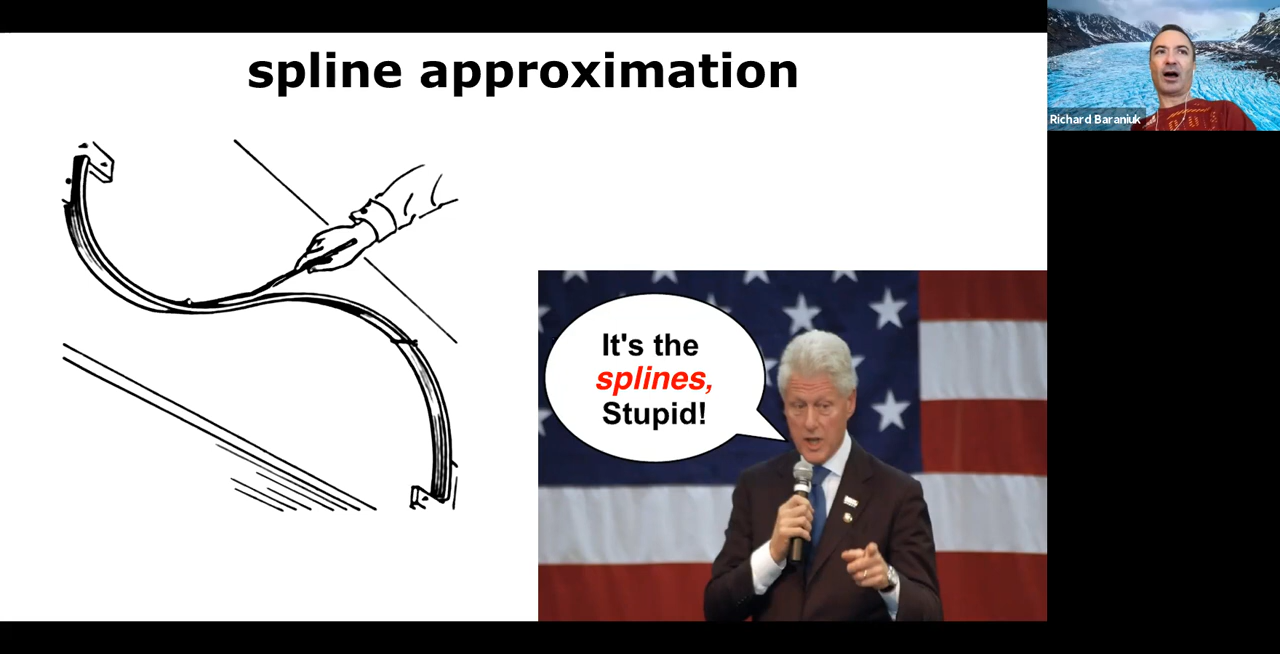 spline approximation
Richard Baraniuk
It's the
splines,
Stupid!